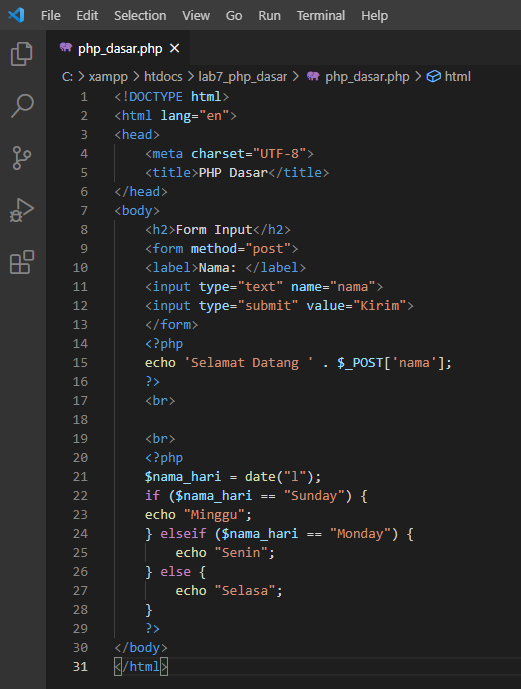 File Edit Selection View Go Run Terminal Help
php_dasar.php ×
C: > xampp > htdocs > lab7_php_dasar > php_dasar.php > html
1 <!DOCTYPE html>
2 <html lang="en">
3 <head>
4     <meta charset="UTF-8">
5     <title>PHP Dasar</title>
6 </head>
7 <body>
8     <h2>Form Input</h2>
9     <form method="post">
10     <label>Nama: </label>
11     <input type="text" name="nama">
12     <input type="submit" value="Kirim">
13     </form>
14     <?php
15     echo 'Selamat Datang ' . $_POST['nama'];
16     ?>
17     <br>
18
19     <br>
20     <?php
21     $nama_hari = date("l");
22     if ($nama_hari == "Sunday") {
23     echo "Minggu";
24     } elseif ($nama_hari == "Monday") {
25         echo "Senin";
26     } else {
27         echo "Selasa";
28     }
29     ?>
30 </body>
31 </html>